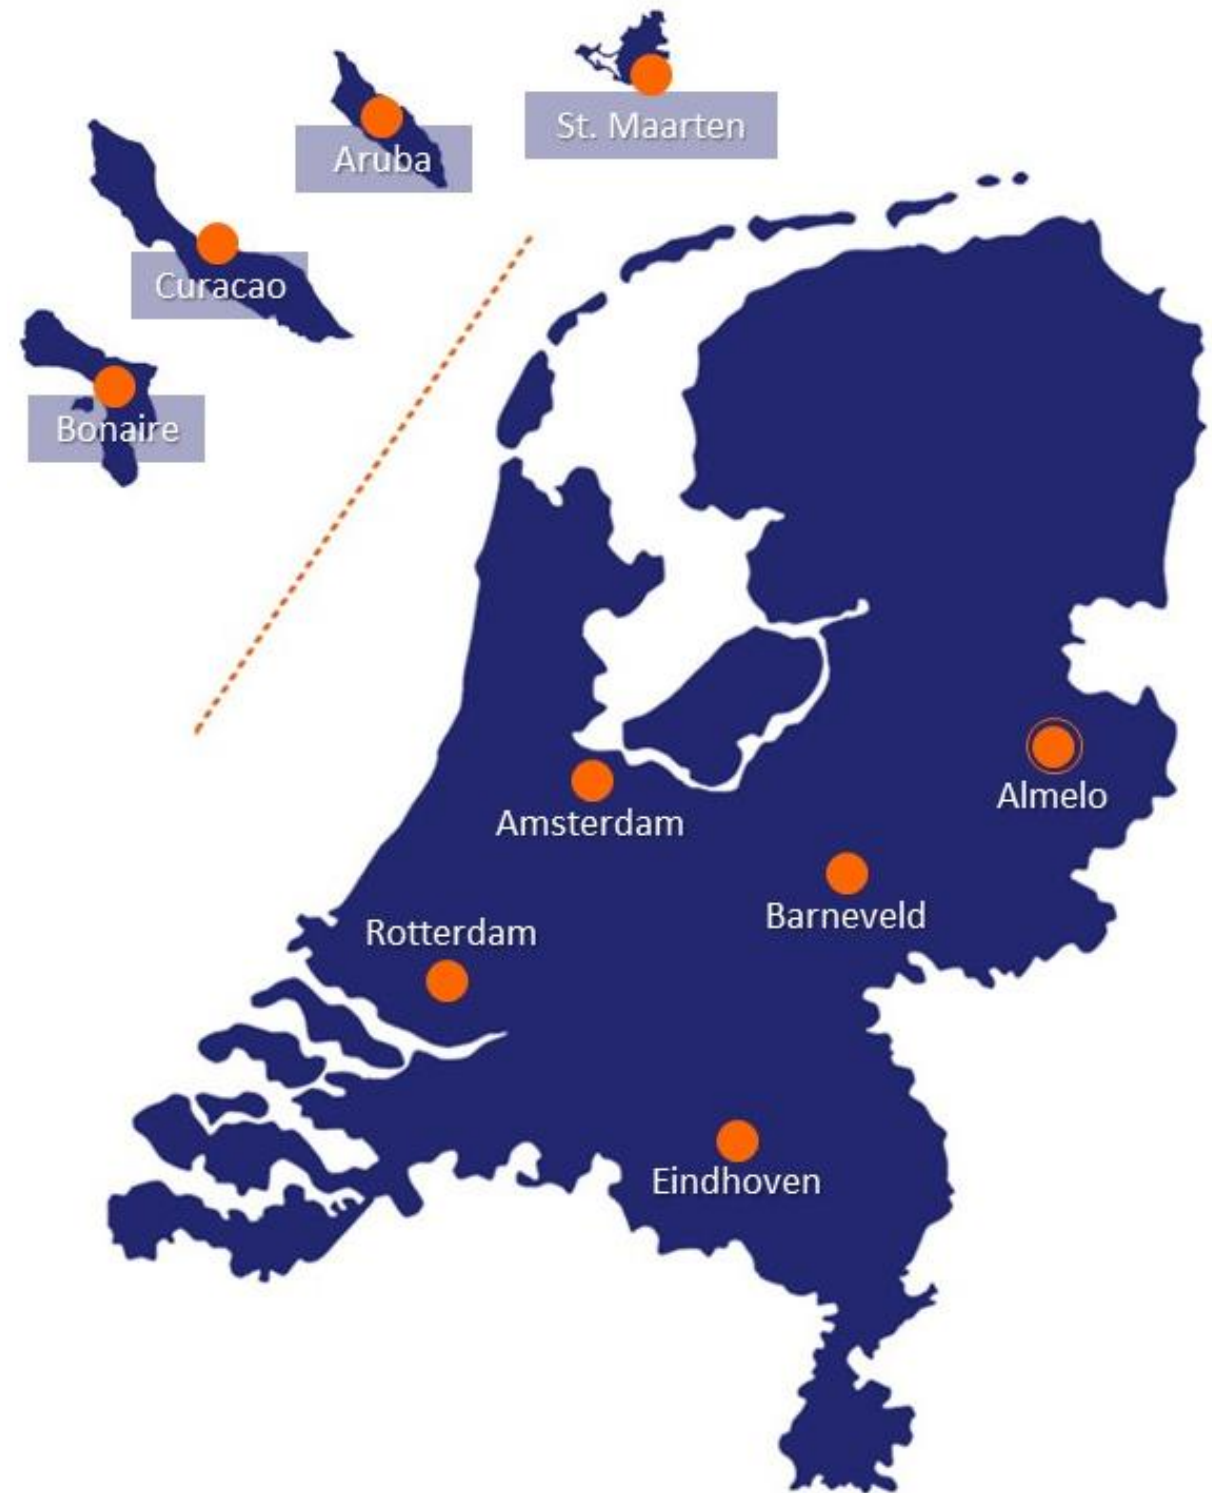 St. Maarten
Aruba
Curacao
Bonaire
Almelo
Amsterdam
Barneveld
Rotterdam
Eindhoven